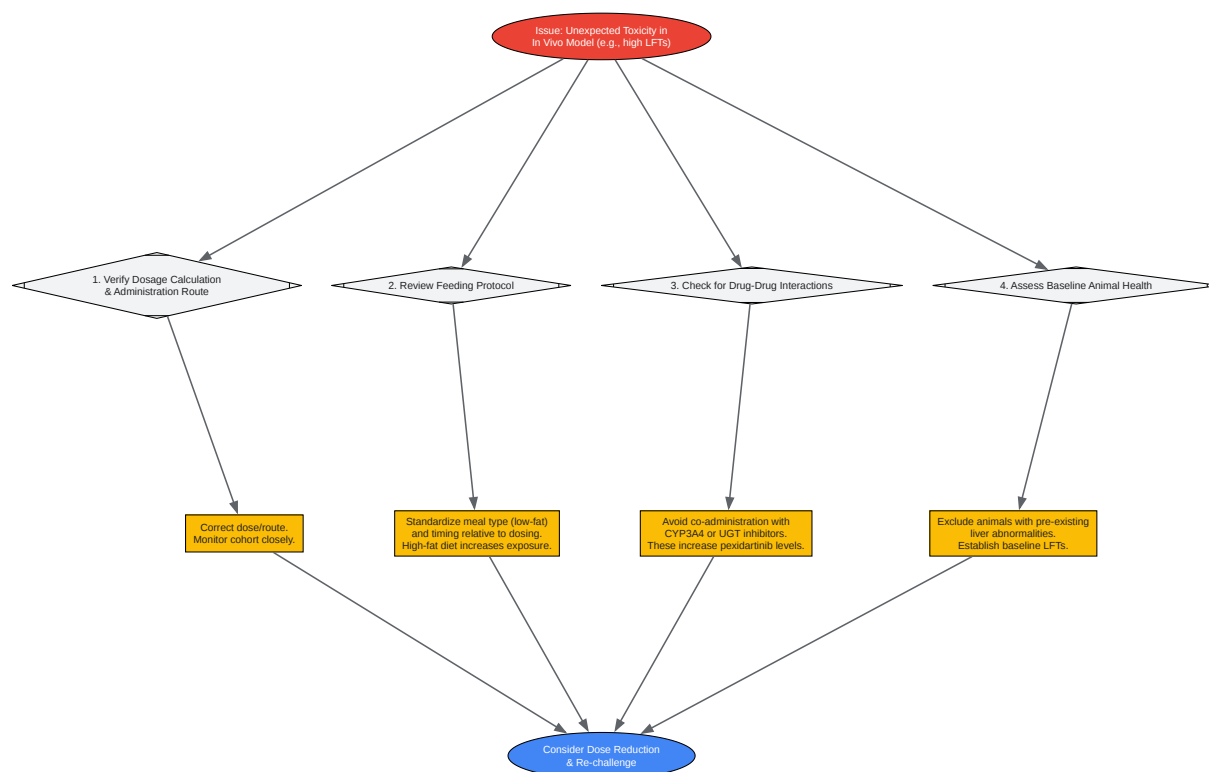 Issue: Unexpected Toxicity in
In Vivo Model (e.g., high LFTs)
1. Verify Dosage Calculation
& Administration Route
2. Review Feeding Protocol
3. Check for Drug-Drug Interactions
4. Assess Baseline Animal Health
Correct dose/route.
Monitor cohort closely.
Standardize meal type (low-fat)
and timing relative to dosing.
High-fat diet increases exposure.
Avoid co-administration with
CYP3A4 or UGT inhibitors.
These increase pexidartinib levels.
Exclude animals with pre-existing
liver abnormalities.
Establish baseline LFTs.
Consider Dose Reduction
& Re-challenge